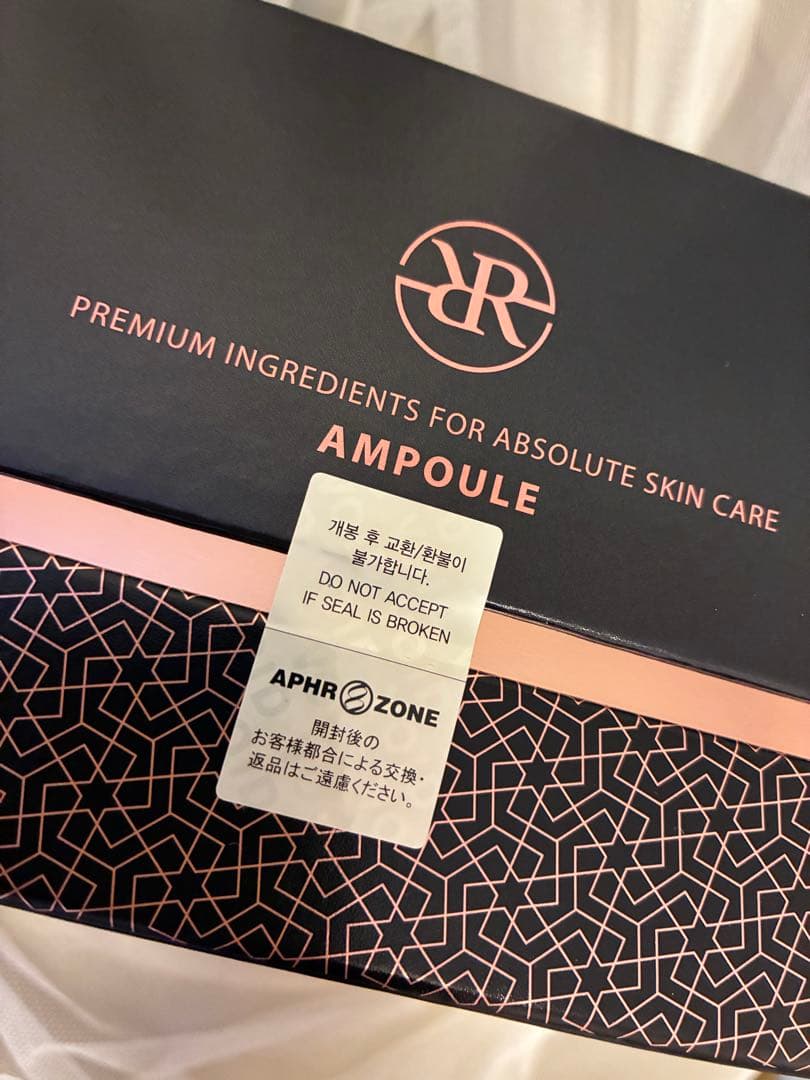 RR
PREMIUM INGREDIENTS FOR ABSOLUTE SKIN CARE
AMPOULE
개봉 후 교환/환불이
불가합니다.
DO NOT ACCEPT
IF SEAL IS BROKEN
APHROZONE
開封後の
お客様都合による交換・
返品はご遠慮ください。